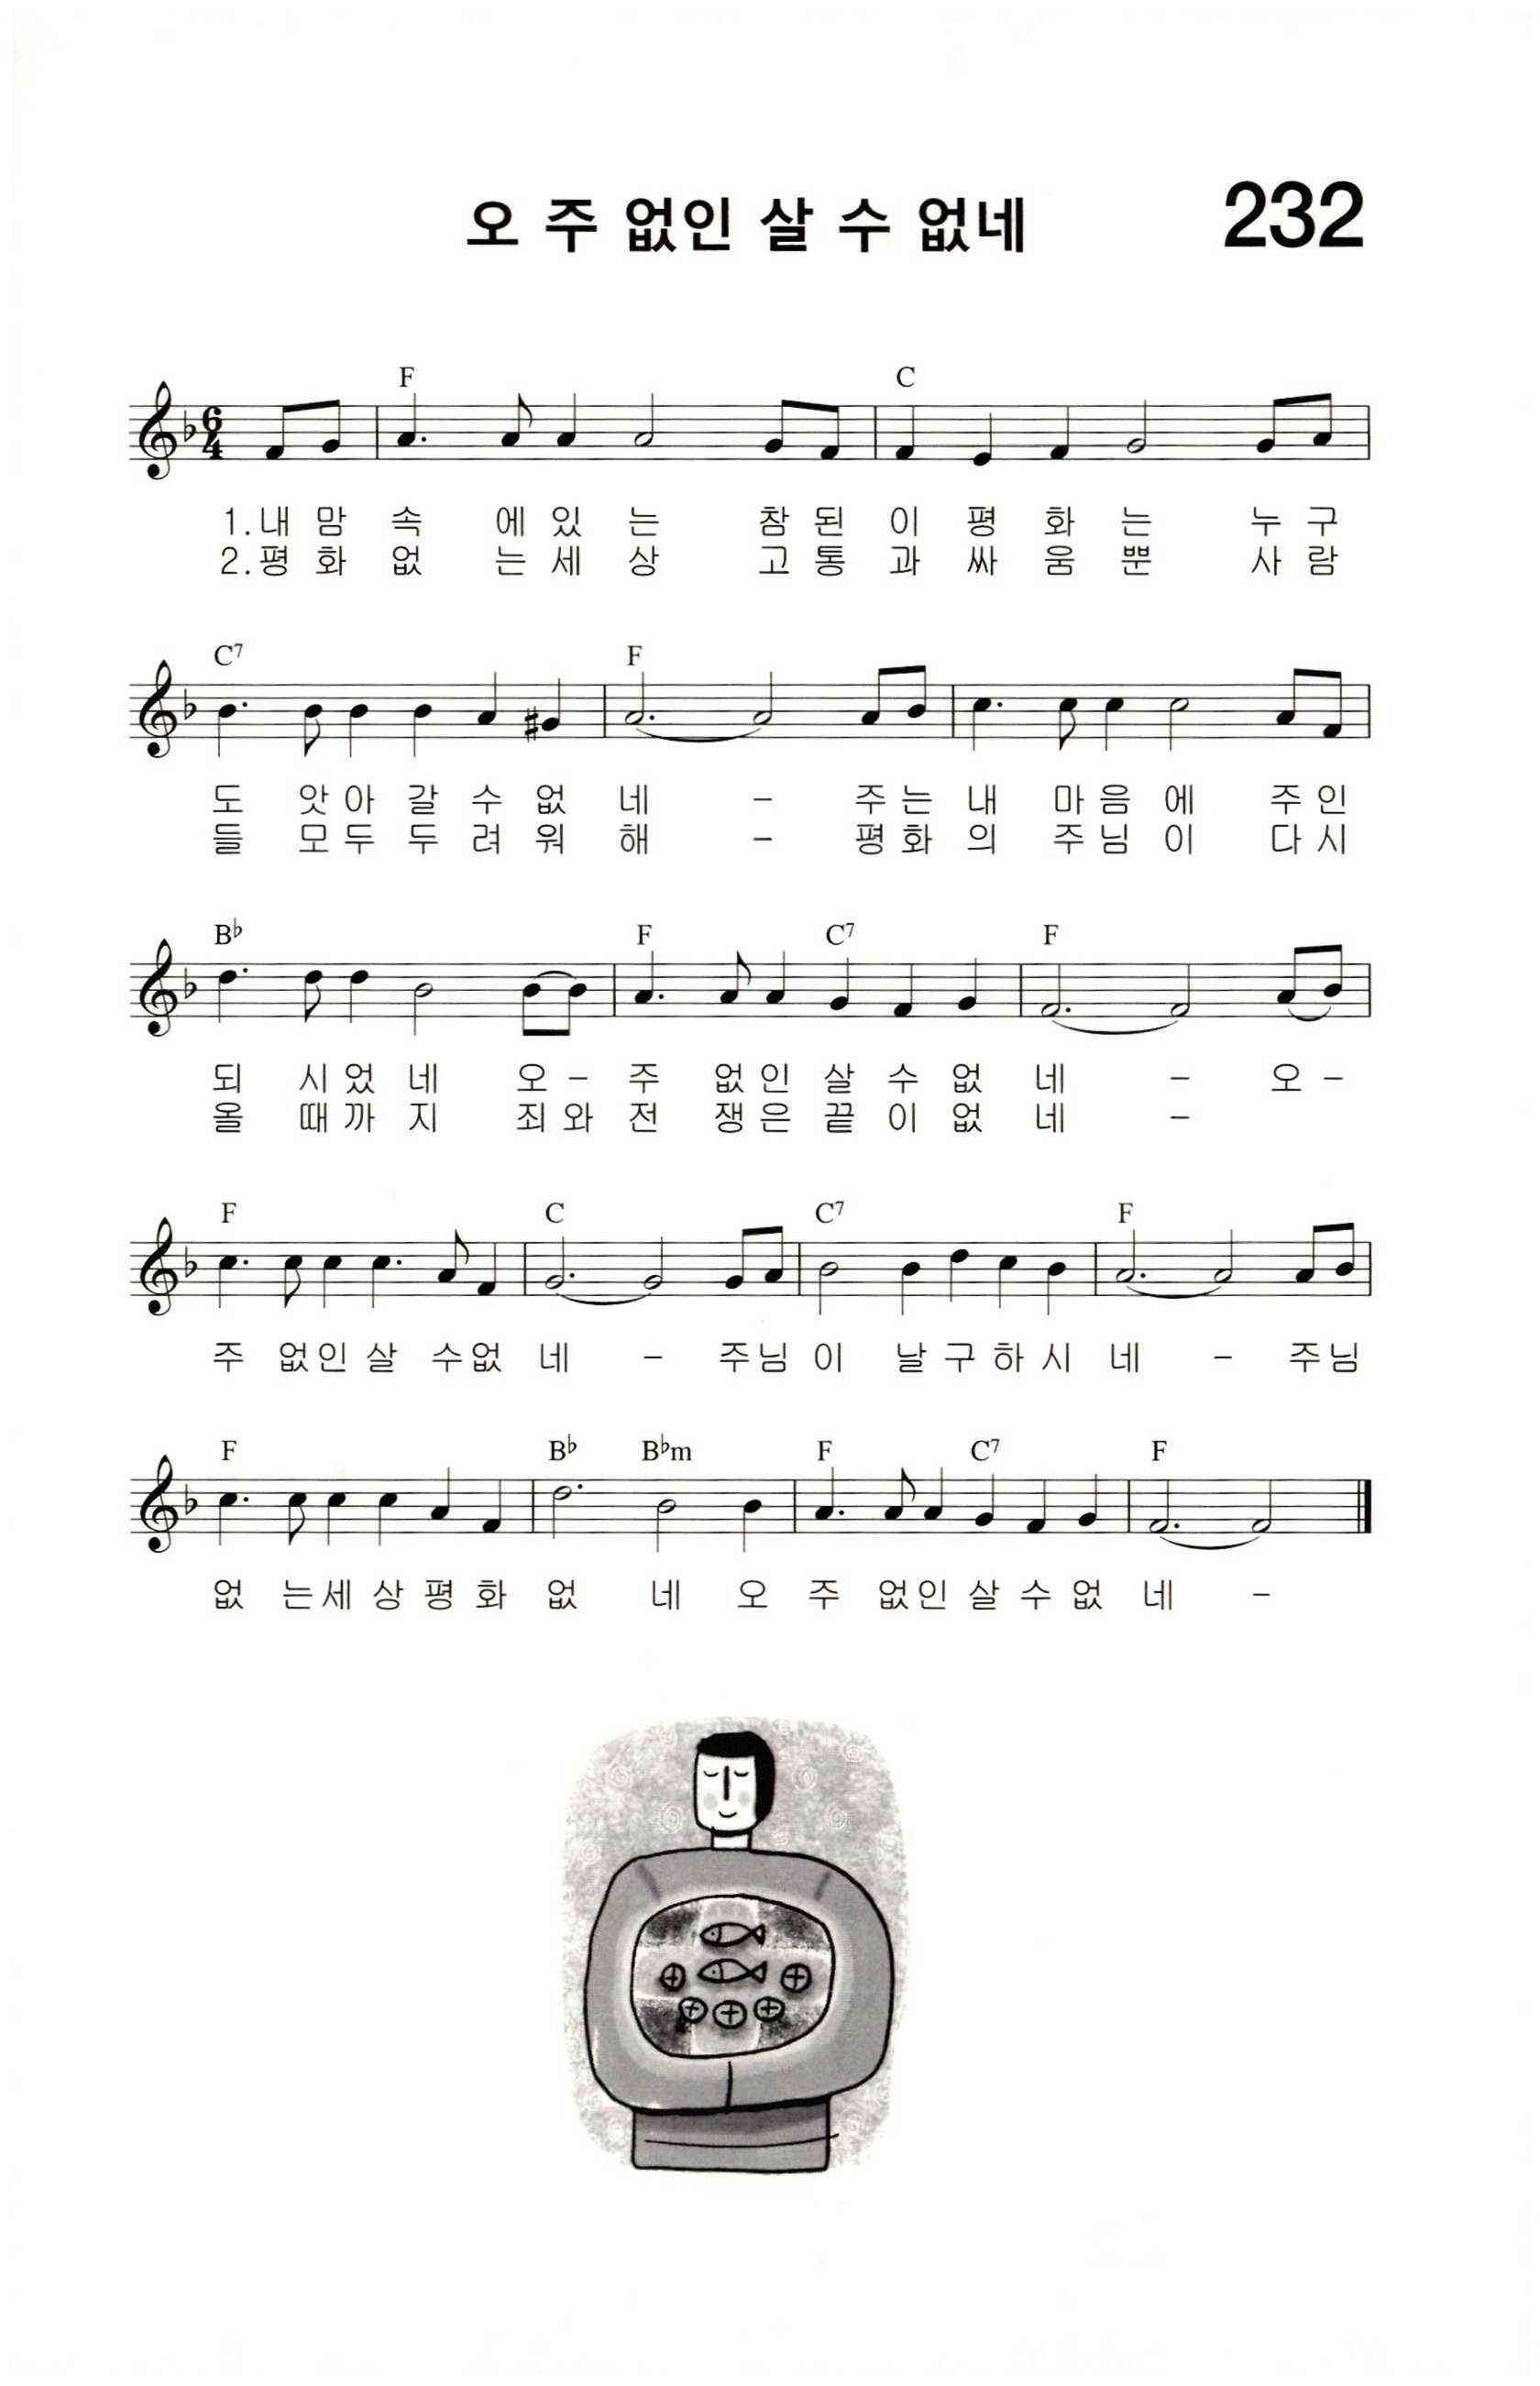 오 주 없인 살 수 없네 232
F C
6
4
1.내 맘 속 에있 는 참 된 이 평 화 는 누 구
2.평 화 없 는세 상 고 통 과 싸 움 뿐 사 람
C7 F
도 앗아 갈 수 없 네 - 주는 내 마음 에 주인
들 모두 두 려 워 해 - 평화 의 주님 이 다시
B♭ F C7 F
되 시었 네 오- 주 없인 살 수 없 네 - 오-
올 때까 지 죄와 전 쟁은 끝 이 없 네 -
F C C7 F
주 없인 살 수없 네 - 주님 이 날 구 하 시 네 - 주님
F B♭ B♭m F C7 F
없 는세 상 평 화 없 네 오 주 없인 살 수 없 네 -